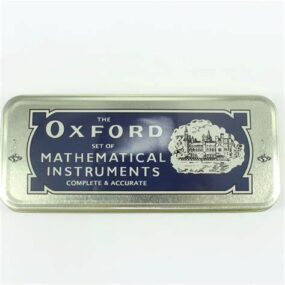 THE
OXFORD
SET OF
MATHEMATICAL
INSTRUMENTS
COMPLETE & ACCURATE